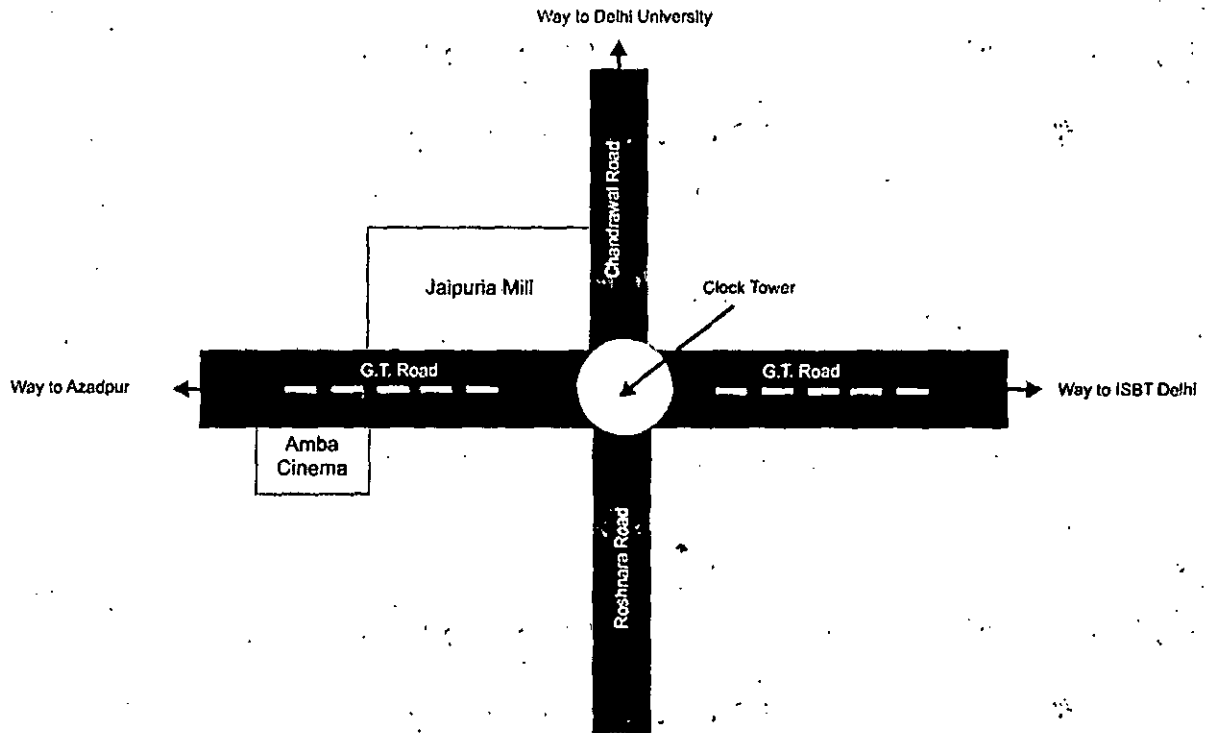 Way to Delhi University
Chandrawal Road
Jaipuria Mill
Clock Tower
G.T. Road
G.T. Road
Way to Azadpur
Way to ISBT Delhi
Amba
Cinema
Roshnara Road